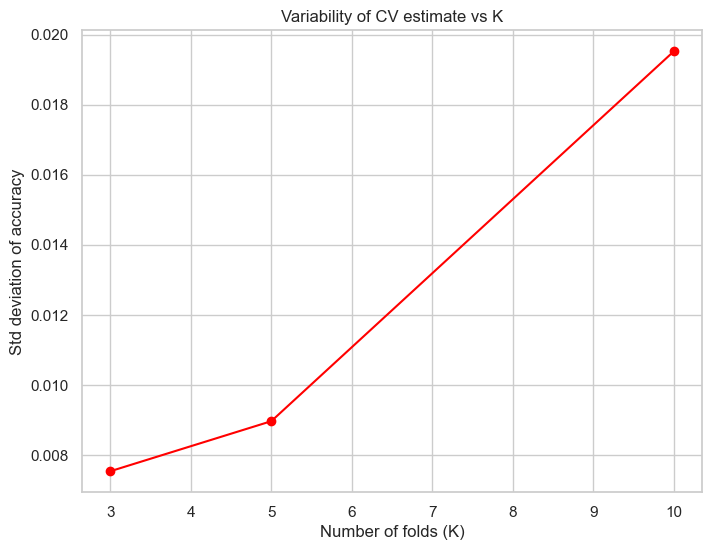 Variability of CV estimate vs K
0.020
0.018
0.016
0.014
0.012
0.010
0.008
Std deviation of accuracy
3 4 5 6 7 8 9 10
Number of folds (K)